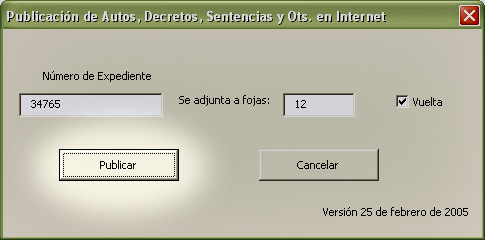 Publicación de Autos, Decretos, Sentencias y Ots. en Internet
Número de Expediente
34765 Se adjunta a fojas: 12 Vuelta
Publicar Cancelar
Versión 25 de febrero de 2005